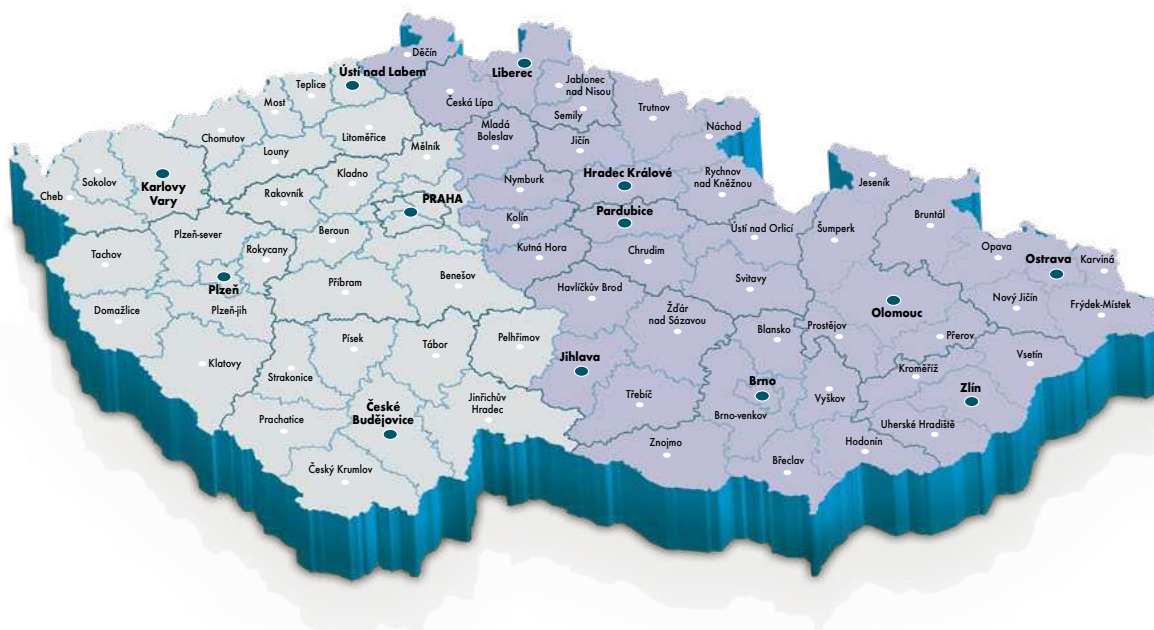 Děčín
Ústí nad Labem
Liberec
Teplice
Jablonec
nad Nisou
Most
Česká Lípa
Semily
Trutnov
Chomutov
Litoměřice
Mladá
Boleslav
Náchod
Louny
Mělník
Jičín
Karlovy
Vary
Sokolov
Cheb
Rakovník
Kladno
Nymburk
Hradec Králové
Rychnov
nad Kněžnou
Jeseník
PRAHA
Pardubice
Plzeň-sever
Beroun
Kolín
Ústí nad Orlicí
Šumperk
Bruntál
Tachov
Rokycany
Kutná Hora
Chrudim
Opava
Ostrava
Karviná
Plzeň
Příbram
Benešov
Havlíčkův Brod
Svitavy
Domažlice
Plzeň-jih
Žďár
nad Sázavou
Olomouc
Nový Jičín
Frýdek-Místek
Klatovy
Písek
Tábor
Pelhřimov
Blansko
Prostějov
Přerov
Jihlava
Vsetín
Strakonice
Kroměříž
Prachatice
České
Budějovice
Jinřichův
Hradec
Třebíč
Brno
Brno-venkov
Vyškov
Zlín
Uherské Hradiště
Český Krumlov
Znojmo
Břeclav
Hodonín